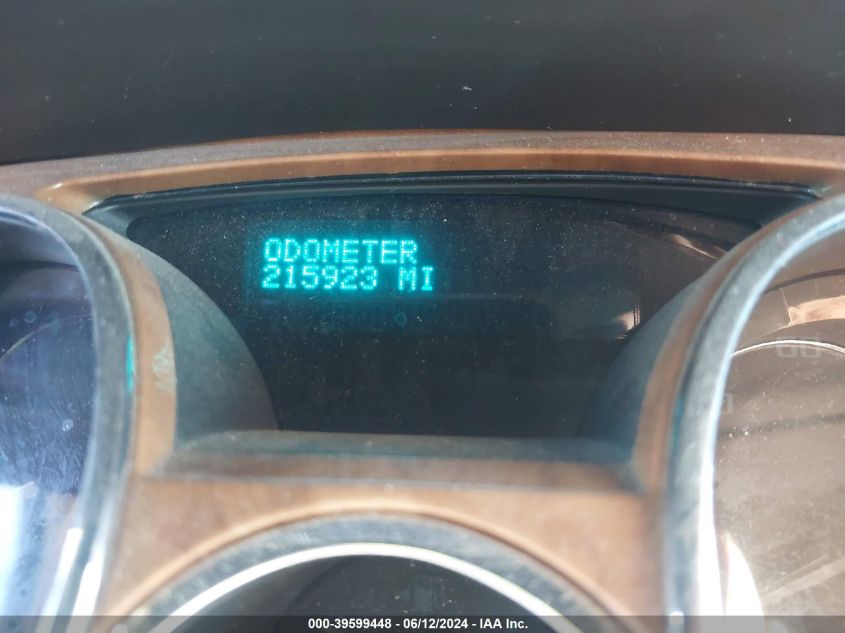 ODOMETER
215923 MI
000-39599448 - 06/12/2024 - IAA Inc.